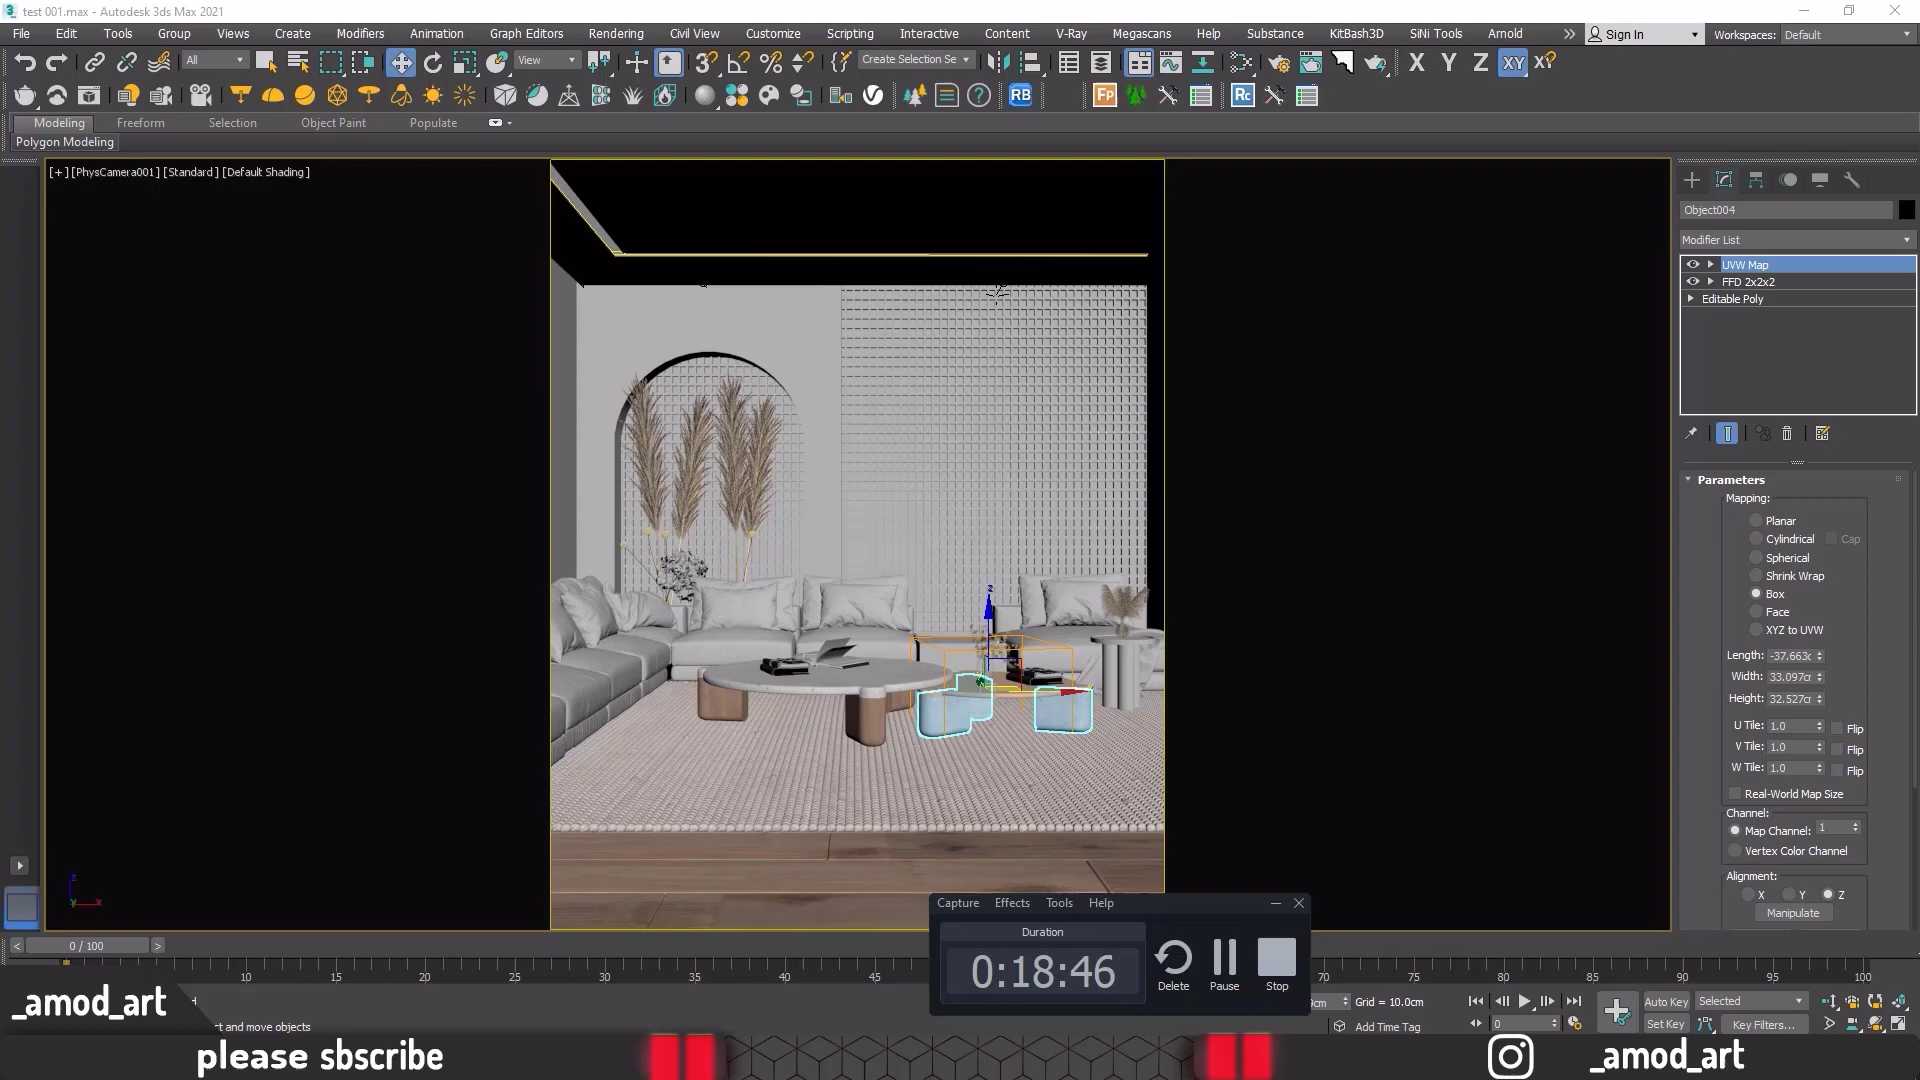 test 001.max - Autodesk 3ds Max 2021
File Edit Tools Group Views Create Modifiers Animation Graph Editors Rendering Civil View Customize Scripting Interactive Content V-Ray Megascans Help Substance KitBash3D SiNi Tools Arnold Sign In Workspaces: Default
All View Create Selection Se X Y Z XY XY
RB Fp Rc
Modeling Freeform Selection Object Paint Populate
Polygon Modeling
[+] [PhysCamera001] [Standard] [Default Shading]
Object004
Modifier List
UVW Map
FFD 2x2x2
Editable Poly
Parameters
Mapping:
Planar
Cylindrical Cap
Spherical
Shrink Wrap
Box
Face
XYZ to UVW
Length: -37.663c
Width: 33.097cr
Height: 32.527cr
U Tile: 1.0 Flip
V Tile: 1.0 Flip
W Tile: 1.0 Flip
Real-World Map Size
Channel:
Map Channel: 1
Vertex Color Channel
Alignment:
X Y Z
Manipulate
Capture Effects Tools Help
Duration
0:18:46
Delete Pause Stop
0 / 100
10 15 20 25 30 35 40 45 70 75 80 85 90 95 100
Grid = 10.0cm
Add Time Tag
Auto Key Selected
0 Set Key Key Filters...
ct and move objects
_amod_art
please sbscribe
_amod_art